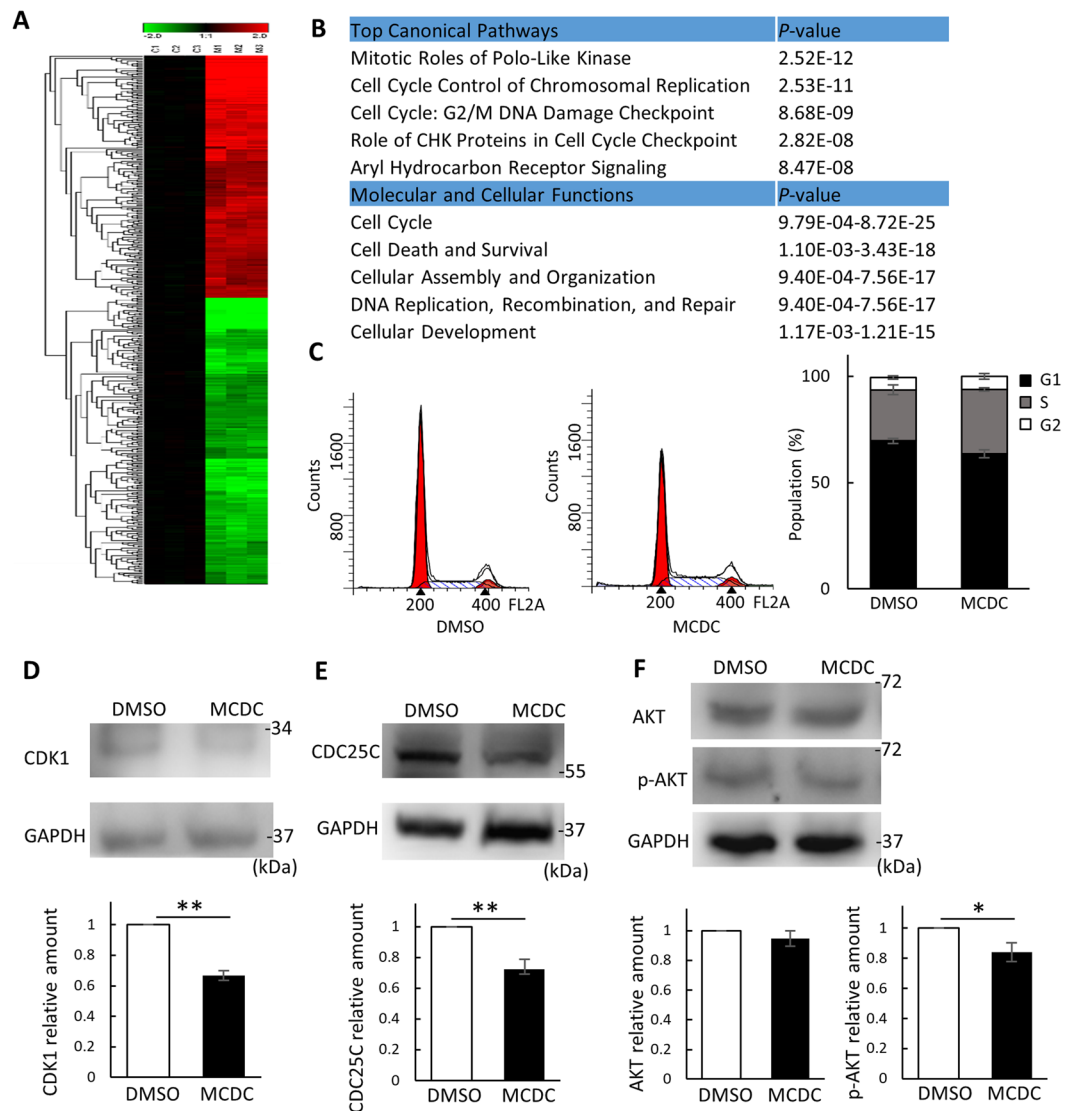 A
-2.0 1:1 2.0
C1 C2 C3 M1 M2 M3
B
Top Canonical Pathways P-value
Mitotic Roles of Polo-Like Kinase 2.52E-12
Cell Cycle Control of Chromosomal Replication 2.53E-11
Cell Cycle: G2/M DNA Damage Checkpoint 8.68E-09
Role of CHK Proteins in Cell Cycle Checkpoint 2.82E-08
Aryl Hydrocarbon Receptor Signaling 8.47E-08
Molecular and Cellular Functions P-value
Cell Cycle 9.79E-04-8.72E-25
Cell Death and Survival 1.10E-03-3.43E-18
Cellular Assembly and Organization 9.40E-04-7.56E-17
DNA Replication, Recombination, and Repair 9.40E-04-7.56E-17
Cellular Development 1.17E-03-1.21E-15
C
Counts
1600
800
200 400 FL2A
DMSO
Counts
1600
800
200 400 FL2A
MCDC
Population (%)
100
50
0
DMSO MCDC
G1
S
G2
D
DMSO MCDC
-34
CDK1
GAPDH
-37
(kDa)
CDK1 relative amount
**
1
0.8
0.6
0.4
0.2
0
DMSO MCDC
E
DMSO MCDC
CDC25C
-55
GAPDH
-37
(kDa)
CDC25C relative amount
**
1
0.8
0.6
0.4
0.2
0
DMSO MCDC
F
DMSO MCDC
-72
AKT
-72
p-AKT
GAPDH
-37
(kDa)
AKT relative amount
1
0.8
0.6
0.4
0.2
0
DMSO MCDC
p-AKT relative amount
*
1
0.8
0.6
0.4
0.2
0
DMSO MCDC